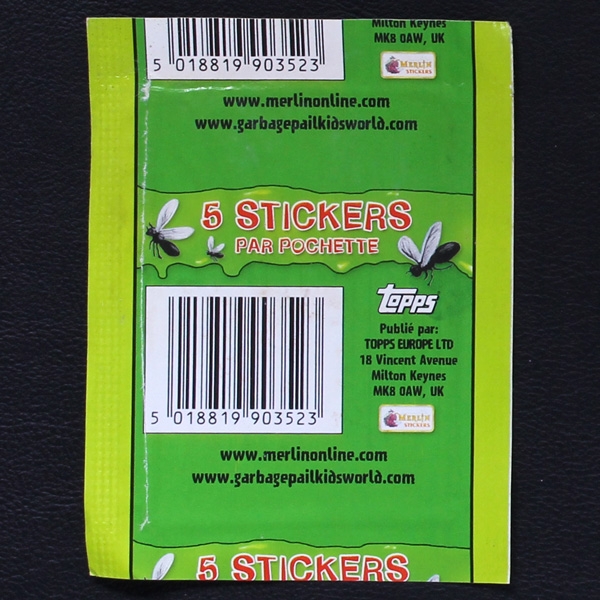 Milton Keynes
MK8 0AW, UK
5 018819 903523
MERLIN
STICKERS
www.merlinonline.com
www.garbagepailkidsworld.com
5 STICKERS
PAR POCHETTE
TOPPS
Publié par:
TOPPS EUROPE LTD
18 Vincent Avenue
Milton Keynes
MK8 0AW, UK
5 018819 903523
MERLIN
STICKERS
www.merlinonline.com
www.garbagepailkidsworld.com
5 STICKERS